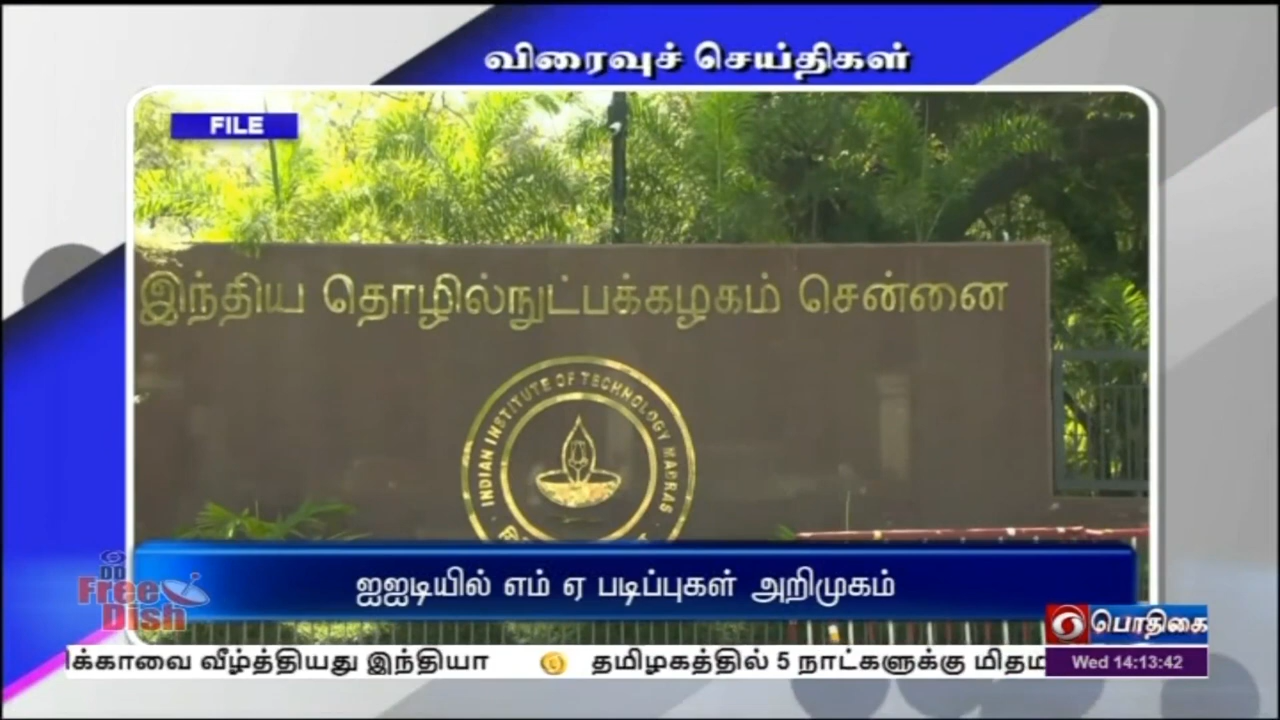 விரைவுச் செய்திகள்
FILE
இந்திய தொழில்நுட்பக்கழகம் சென்னை
INDIAN INSTITUTE OF TECHNOLOGY MADRAS
ஐஐடியில் எம் ஏ படிப்புகள் அறிமுகம்
DD
Free
Dish
பொதிகை
க்காவை வீழ்த்தியது இந்தியா தமிழகத்தில் 5 நாட்களுக்கு மிதம
Wed 14:13:42